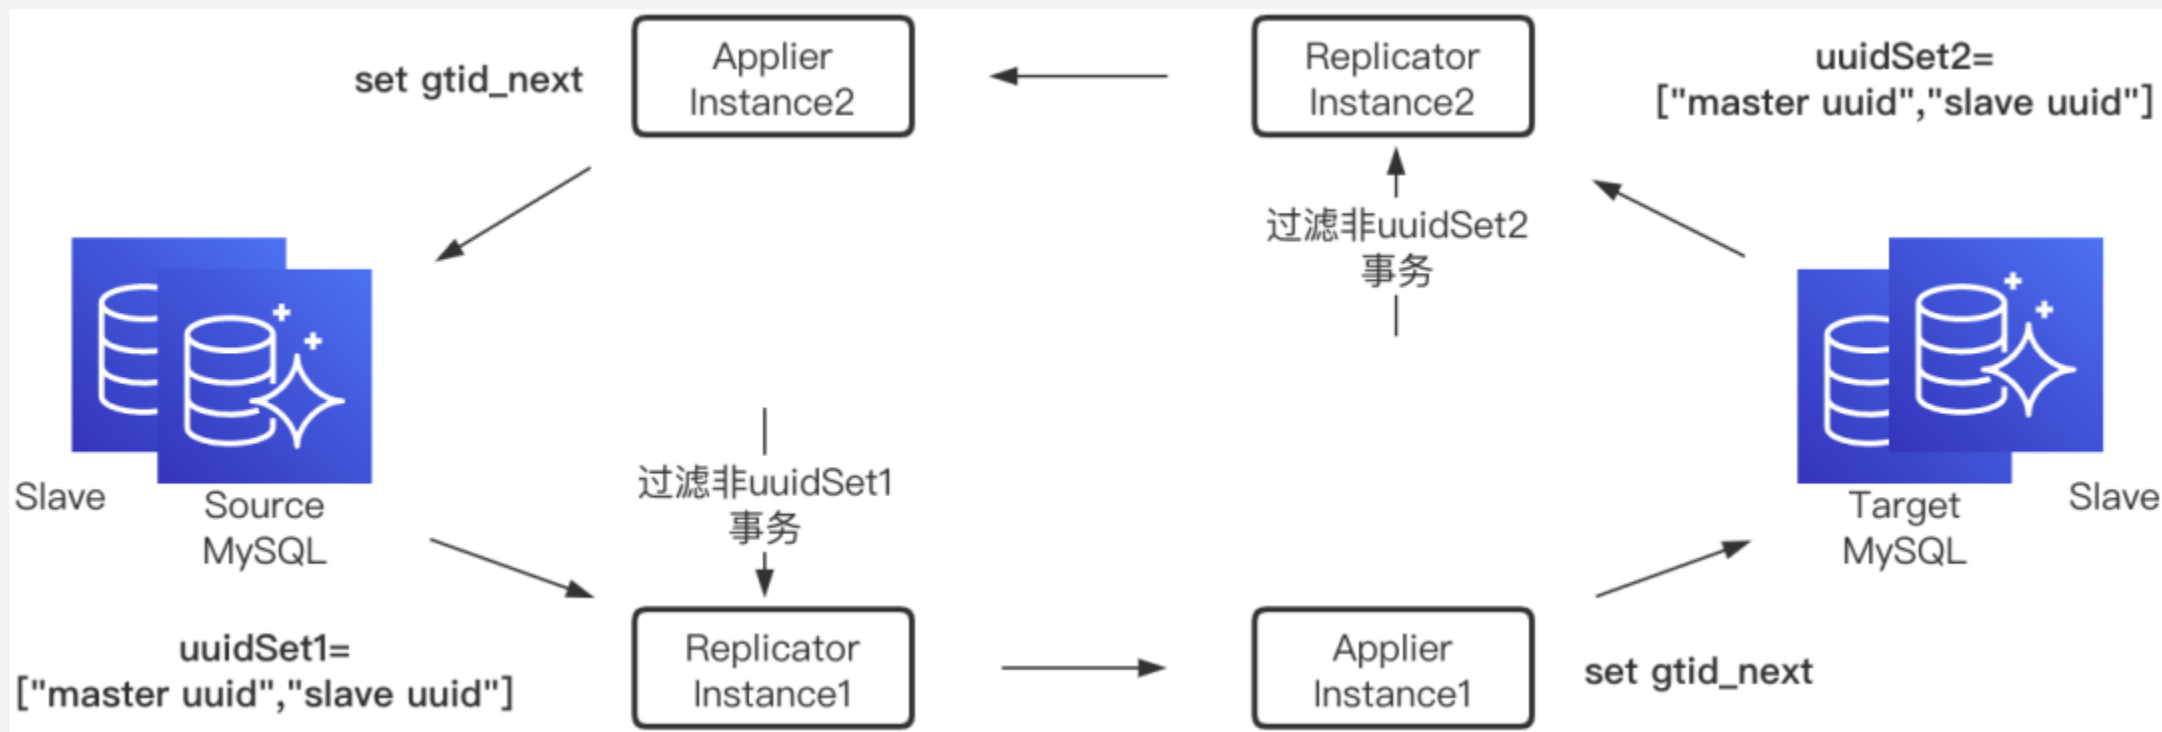 set gtid_next
Applier
Instance2
Replicator
Instance2
uuidSet2=
["master uuid","slave uuid"]
过滤非uuidSet2
事务
Slave
Source
MySQL
过滤非uuidSet1
事务
Target
MySQL
Slave
uuidSet1=
["master uuid","slave uuid"]
Replicator
Instance1
Applier
Instance1
set gtid_next